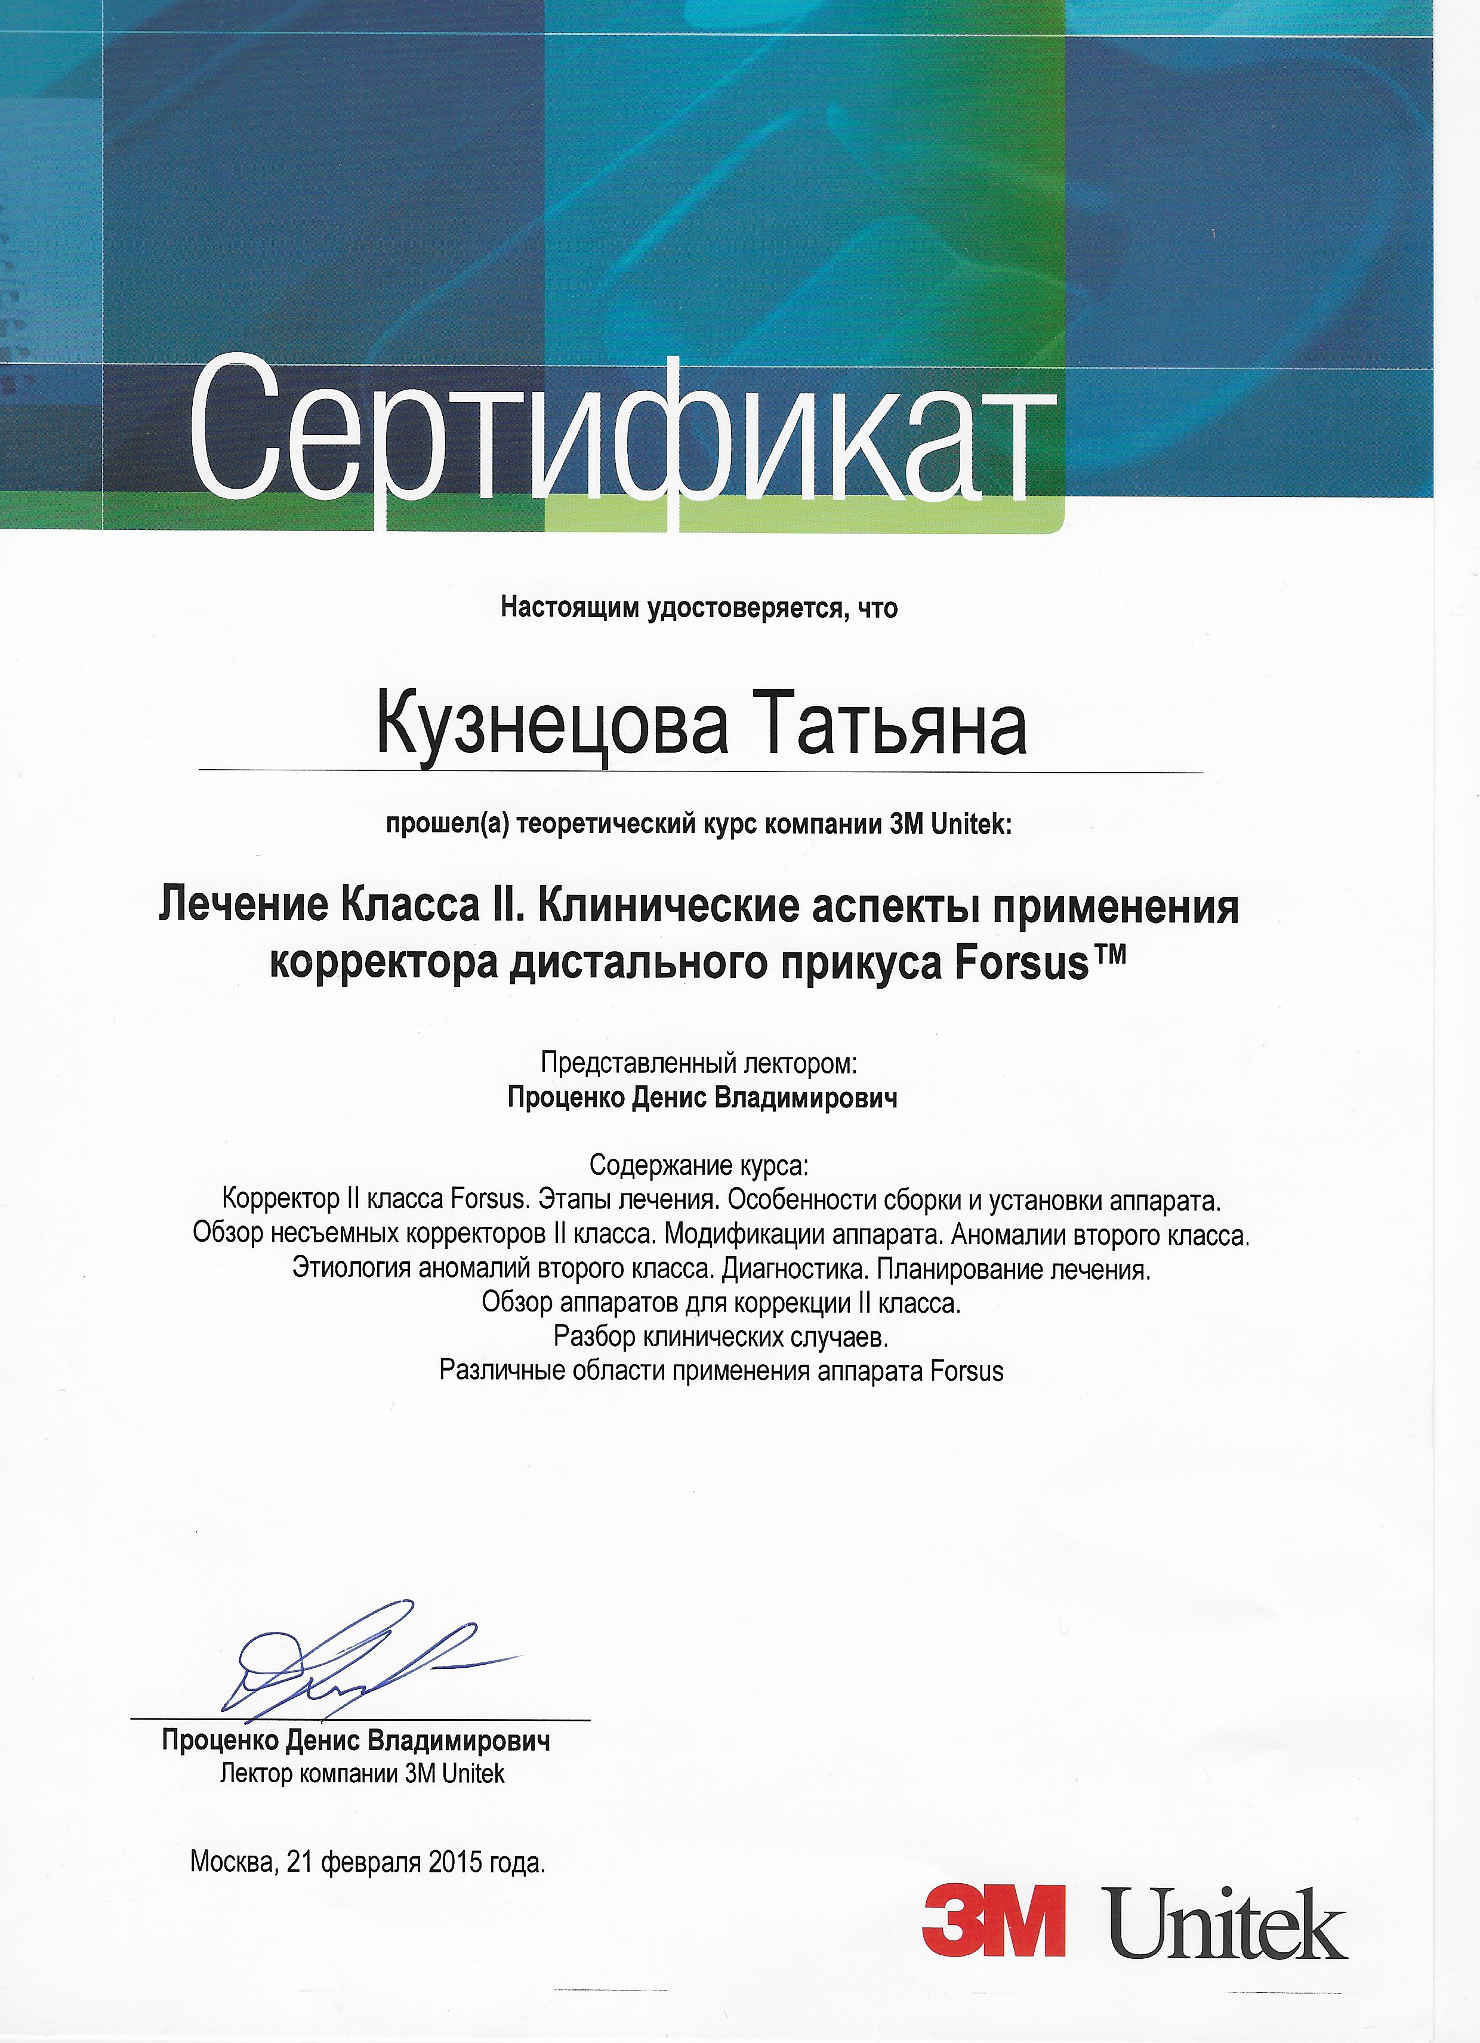 Сертификат
Настоящим удостоверяется, что
Кузнецова Татьяна
прошел(а) теоретический курс компании 3M Unitek:
Лечение Класса II. Клинические аспекты применения
корректора дистального прикуса Forsus™
Представленный лектором:
Проценко Денис Владимирович
Содержание курса:
Корректор II класса Forsus. Этапы лечения. Особенности сборки и установки аппарата.
Обзор несъемных корректоров II класса. Модификации аппарата. Аномалии второго класса.
Этиология аномалий второго класса. Диагностика. Планирование лечения.
Обзор аппаратов для коррекции II класса.
Разбор клинических случаев.
Различные области применения аппарата Forsus
Проценко Денис Владимирович
Лектор компании 3M Unitek
Москва, 21 февраля 2015 года.
3M Unitek